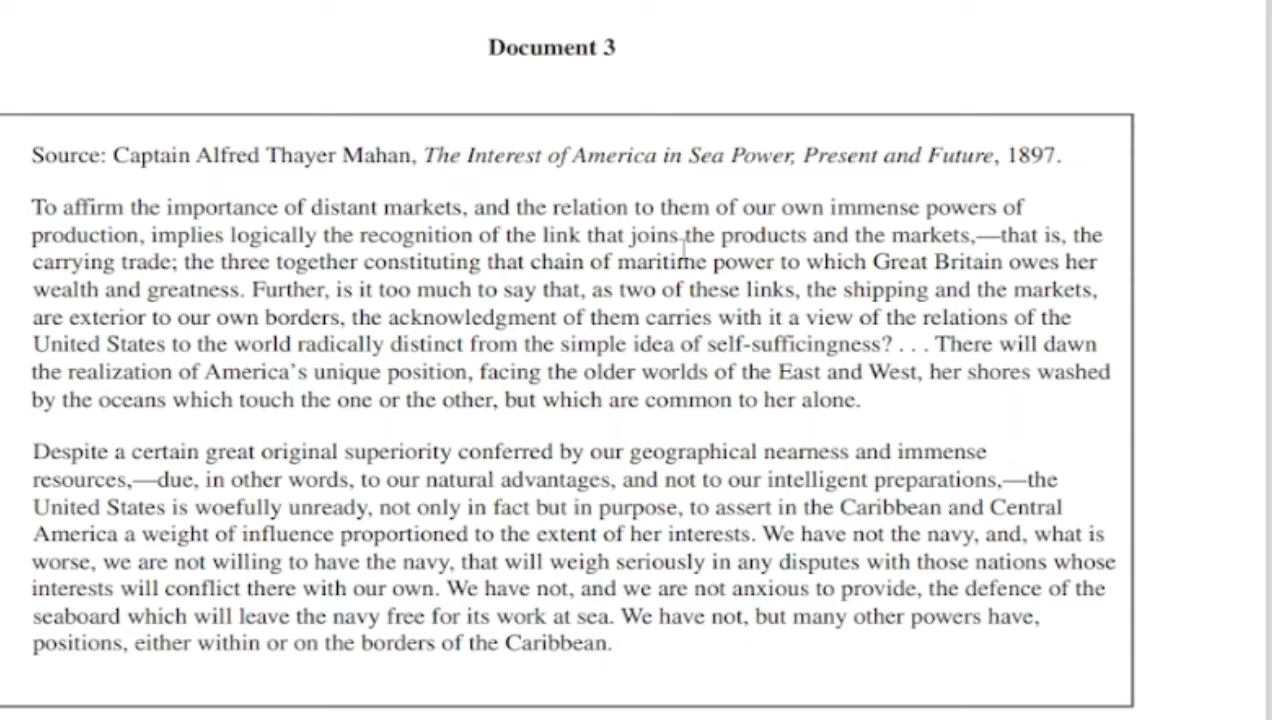 Document 3
Source: Captain Alfred Thayer Mahan, The Interest of America in Sea Power, Present and Future, 1897.
To affirm the importance of distant markets, and the relation to them of our own immense powers of
production, implies logically the recognition of the link that joins the products and the markets,—that is, the
carrying trade; the three together constituting that chain of maritime power to which Great Britain owes her
wealth and greatness. Further, is it too much to say that, as two of these links, the shipping and the markets,
are exterior to our own borders, the acknowledgment of them carries with it a view of the relations of the
United States to the world radically distinct from the simple idea of self-sufficingness? . . . There will dawn
the realization of America's unique position, facing the older worlds of the East and West, her shores washed
by the oceans which touch the one or the other, but which are common to her alone.
Despite a certain great original superiority conferred by our geographical nearness and immense
resources,—due, in other words, to our natural advantages, and not to our intelligent preparations,—the
United States is woefully unready, not only in fact but in purpose, to assert in the Caribbean and Central
America a weight of influence proportioned to the extent of her interests. We have not the navy, and, what is
worse, we are not willing to have the navy, that will weigh seriously in any disputes with those nations whose
interests will conflict there with our own. We have not, and we are not anxious to provide, the defence of the
seaboard which will leave the navy free for its work at sea. We have not, but many other powers have,
positions, either within or on the borders of the Caribbean.